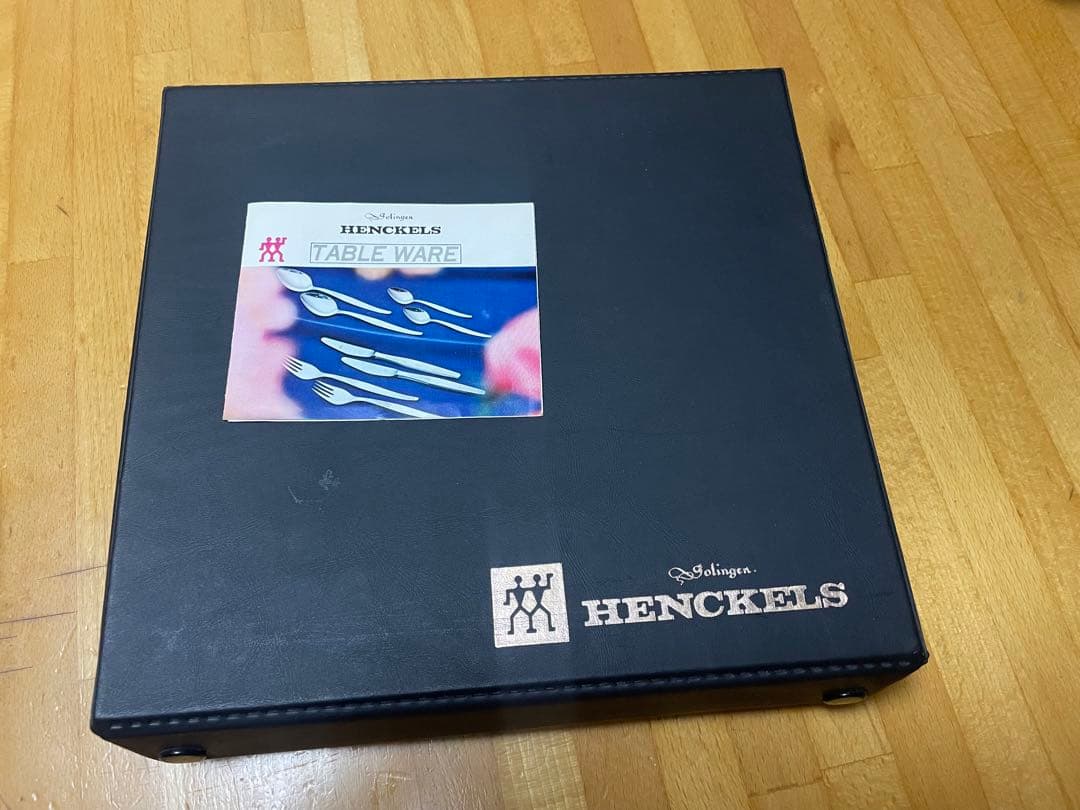 Solingen
HENCKELS
TABLE WARE
Solingen.
HENCKELS